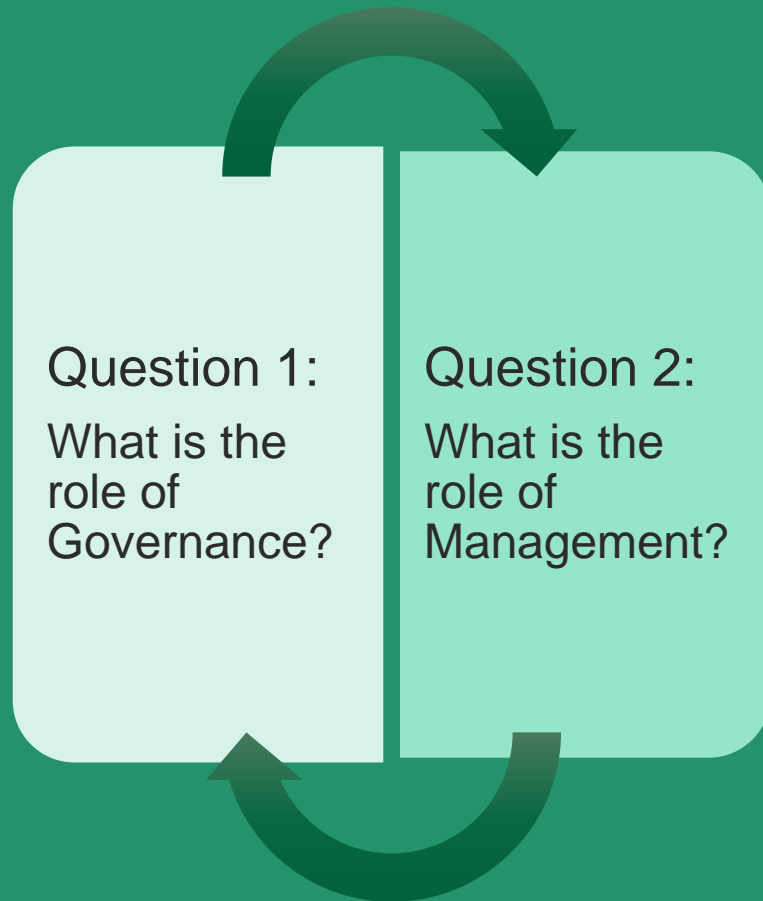 Question 1:
What is the
role of
Governance?
Question 2:
What is the
role of
Management?